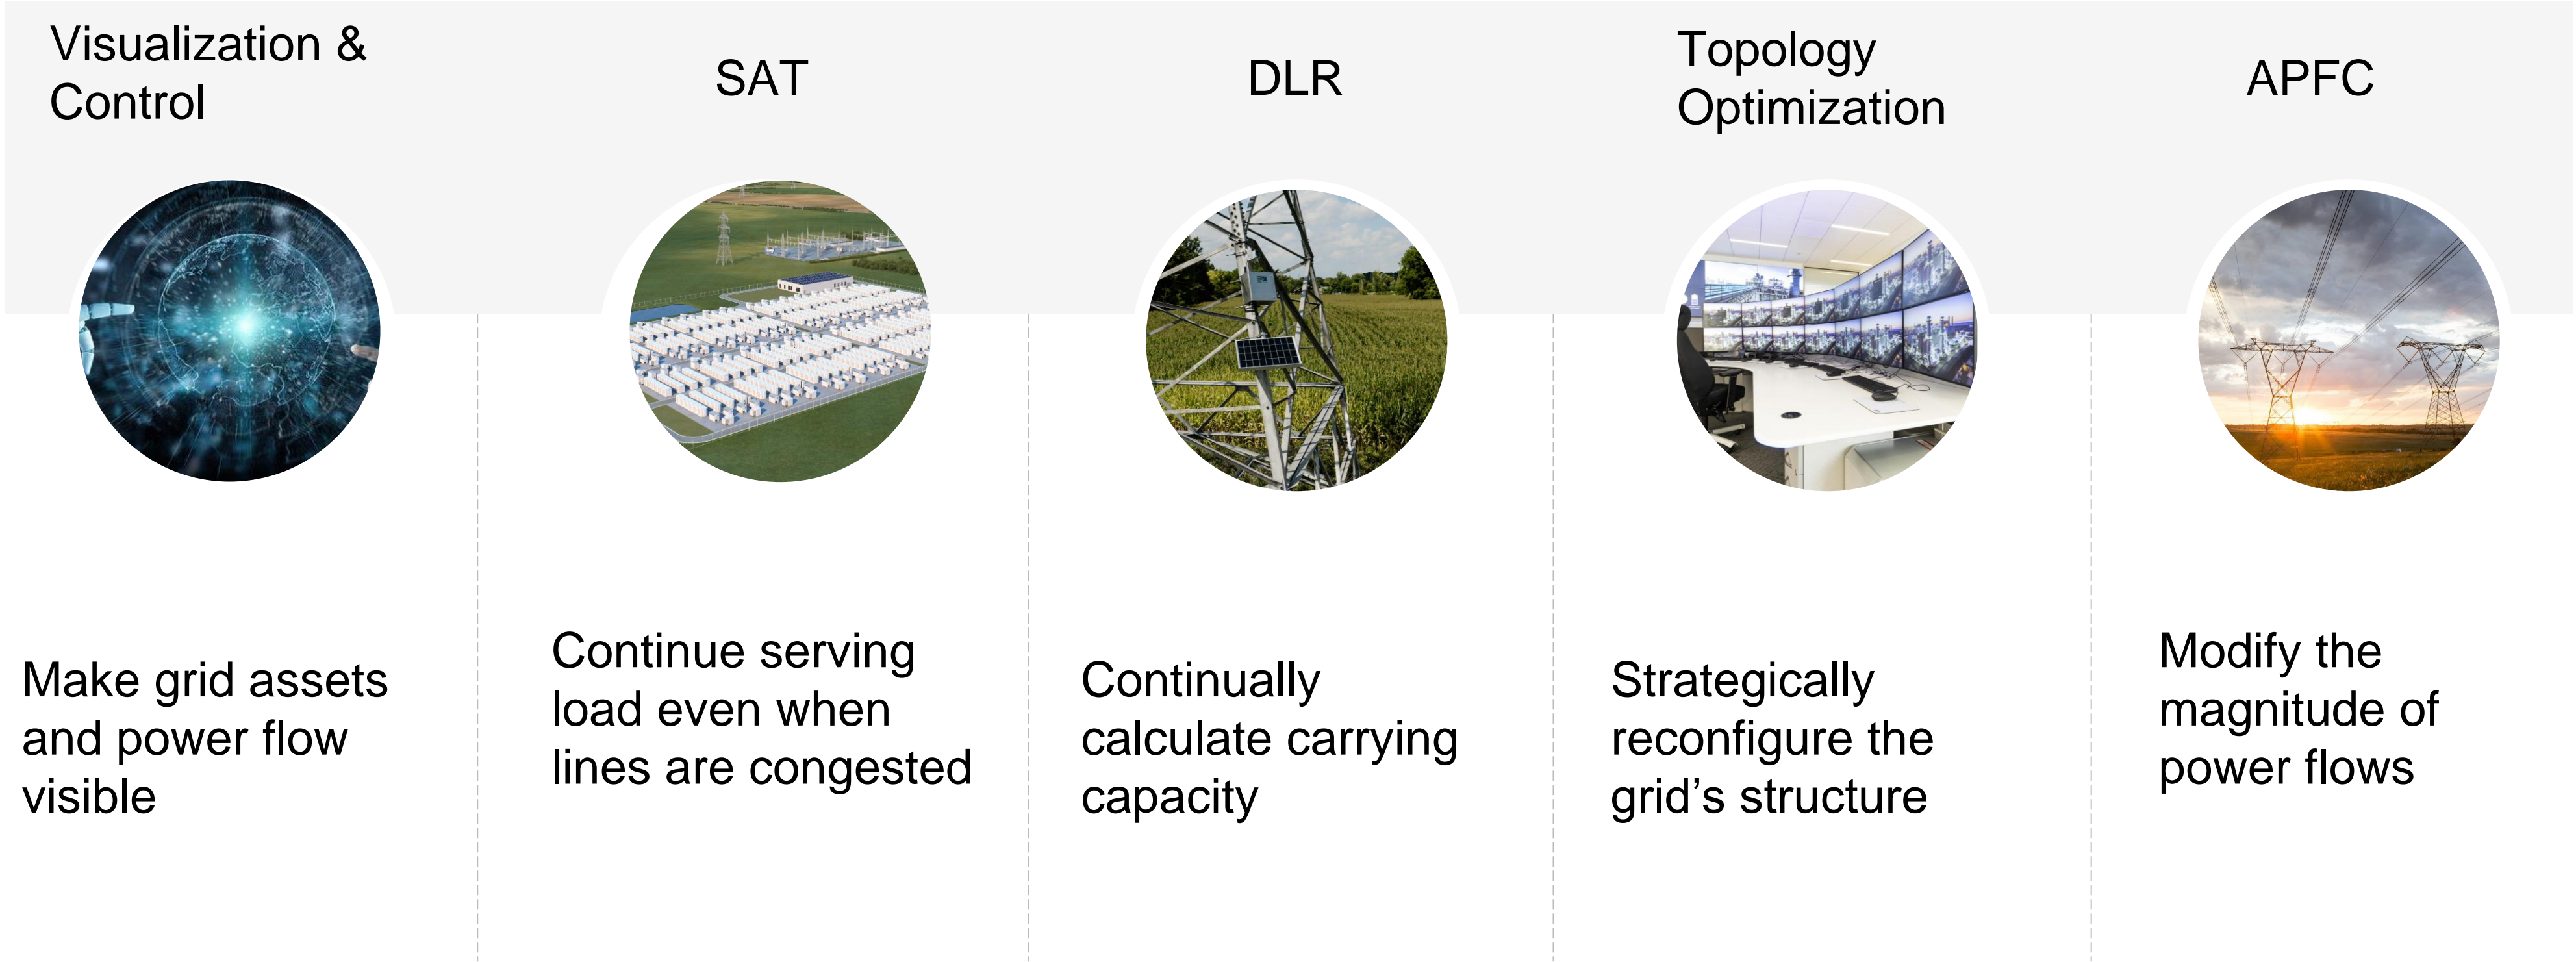 Visualization &
Control
SAT
DLR
Topology
Optimization
APFC
Make grid assets
and power flow
visible
Continue serving
load even when
lines are congested
Continually
calculate carrying
capacity
Strategically
reconfigure the
grid’s structure
Modify the
magnitude of
power flows